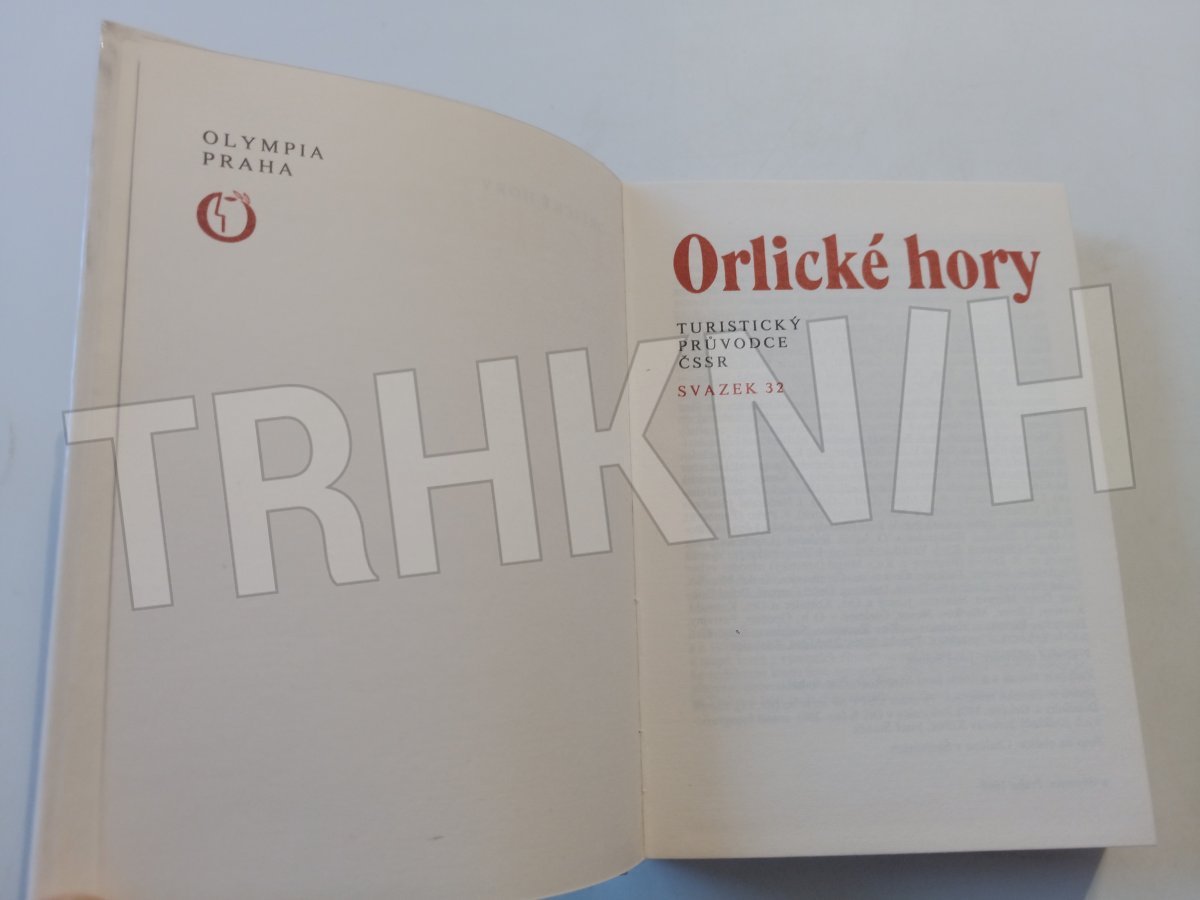 OLYMPIA
PRAHA
Orlické hory
TURISTICKÝ
PRŮVODCE
ČSSR
SVAZEK 32
TRHKNIH